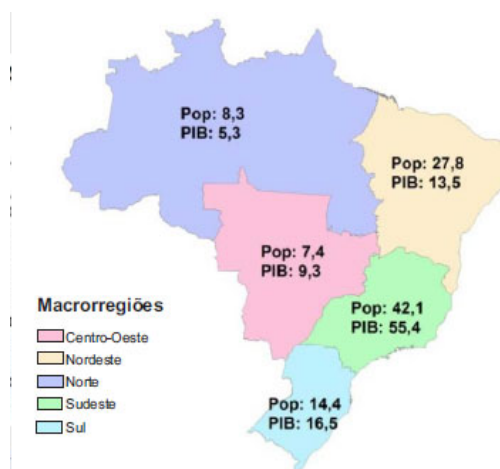 Pop: 8,3
PIB: 5,3
Pop: 27,8
PIB: 13,5
Pop: 7,4
PIB: 9,3
Pop: 42,1
PIB: 55,4
Pop: 14,4
PIB: 16,5
Macrorregiões
Centro-Oeste
Nordeste
Norte
Sudeste
Sul